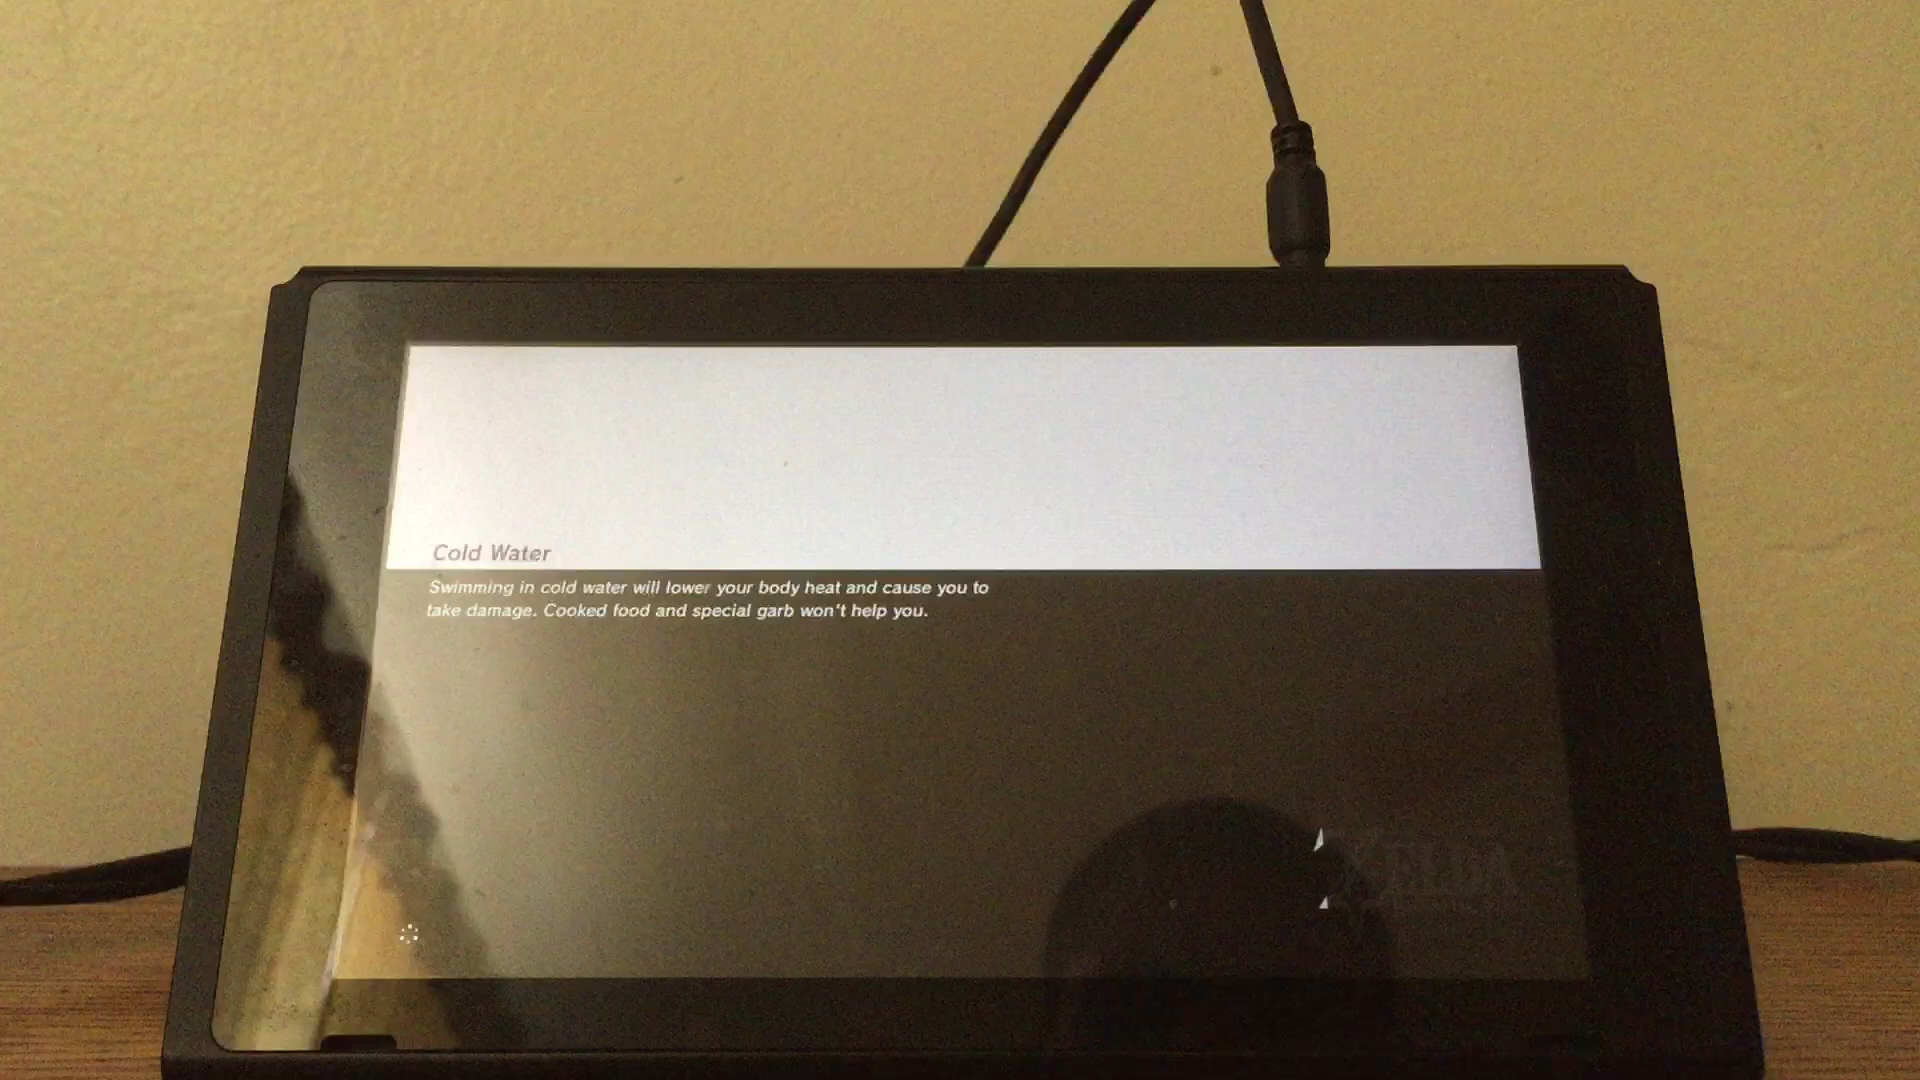 Cold Water
Swimming in cold water will lower your body heat and cause you to
take damage. Cooked food and special garb won't help you.
ZELDA